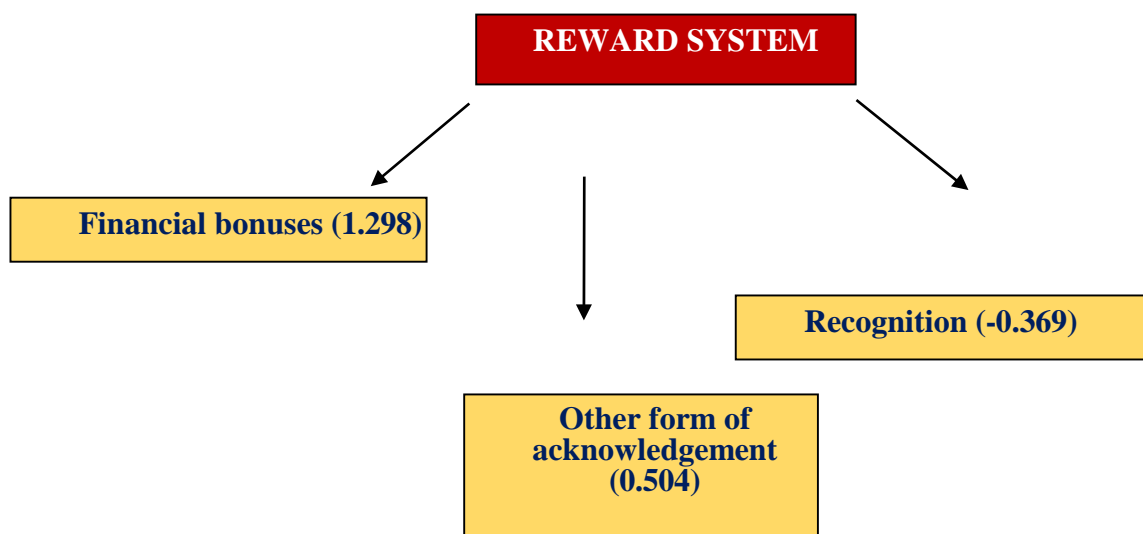 REWARD SYSTEM
Financial bonuses (1.298)
Recognition (-0.369)
Other form of
acknowledgement
(0.504)